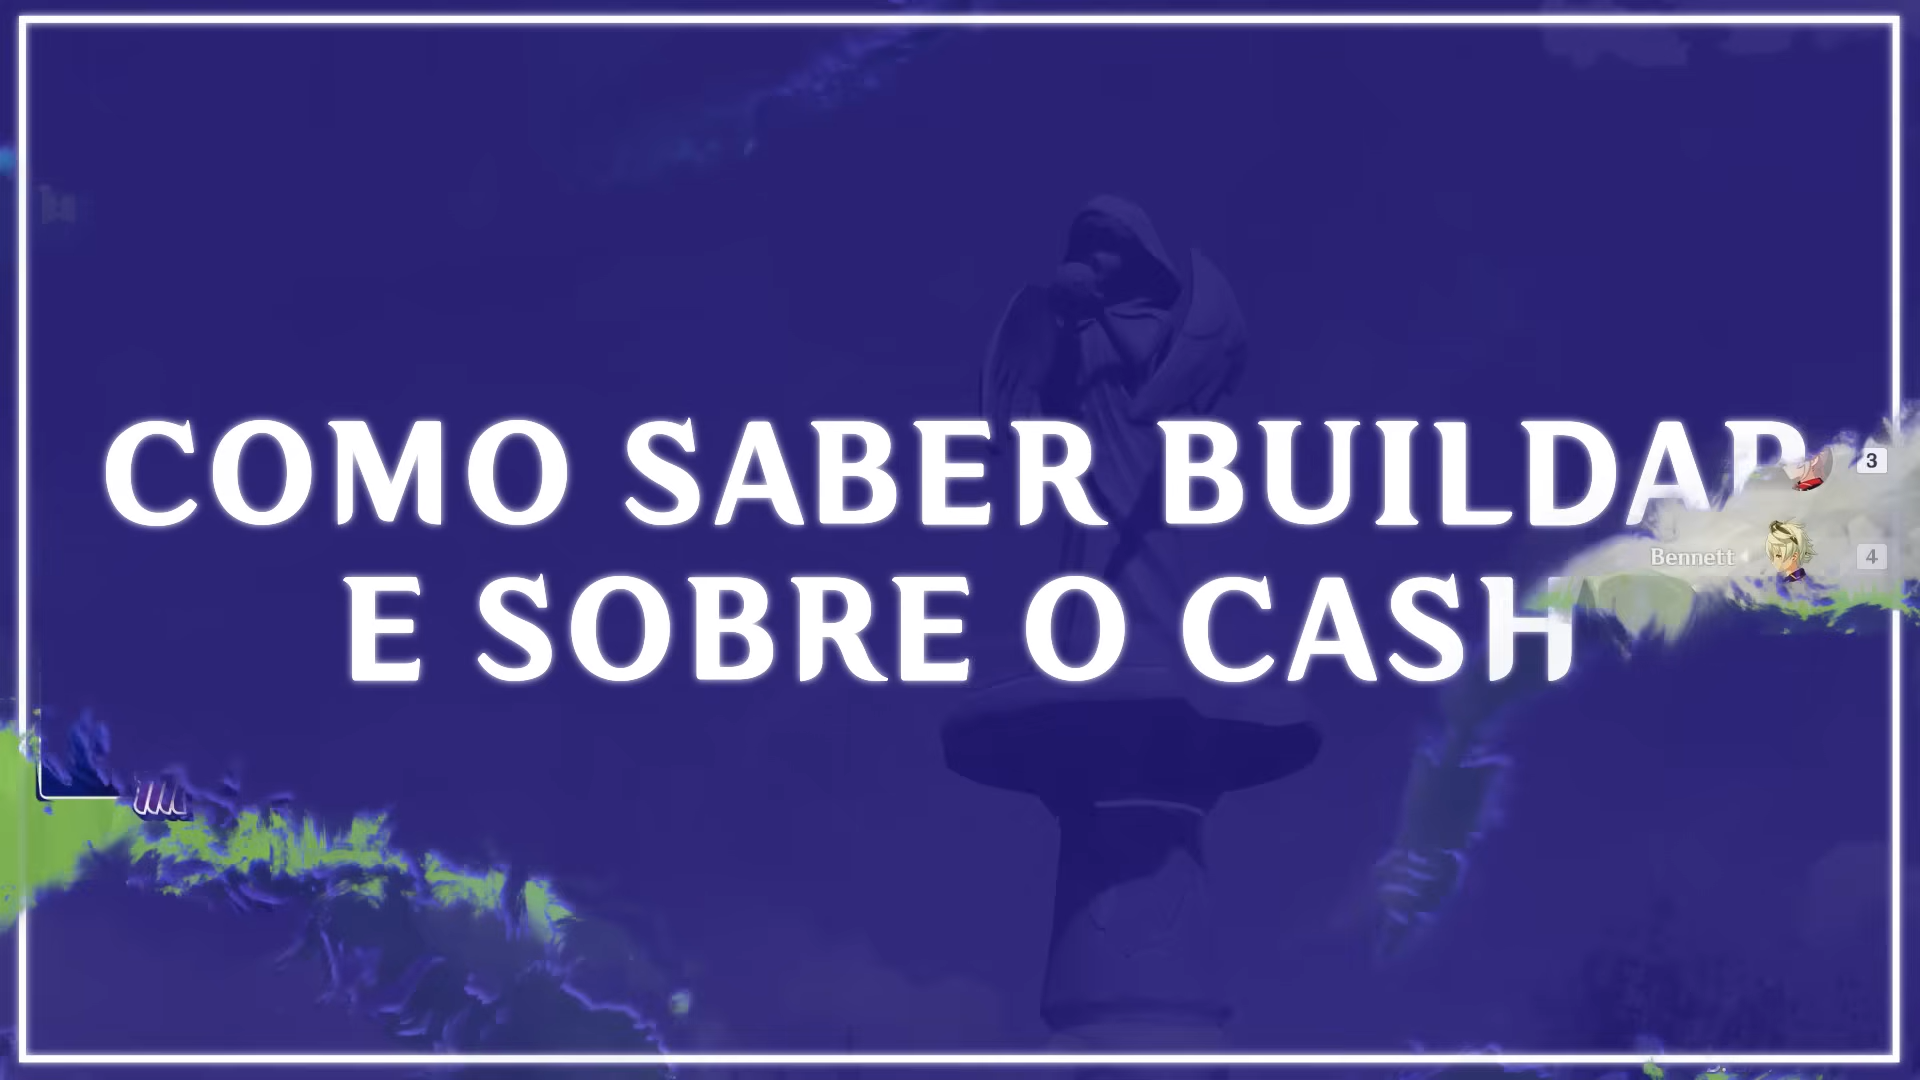 COMO SABER BUILDAR
E SOBRE O CASH
3
Bennett
4